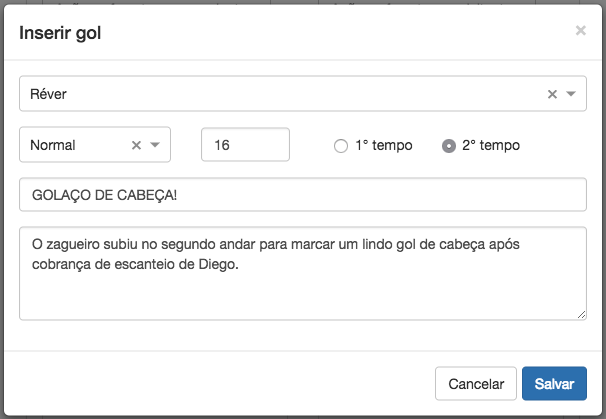 Inserir gol
×
Réver
Normal
16
1° tempo
2° tempo
GOLAÇO DE CABEÇA!
O zagueiro subiu no segundo andar para marcar um lindo gol de cabeça após
cobrança de escanteio de Diego.
Cancelar
Salvar